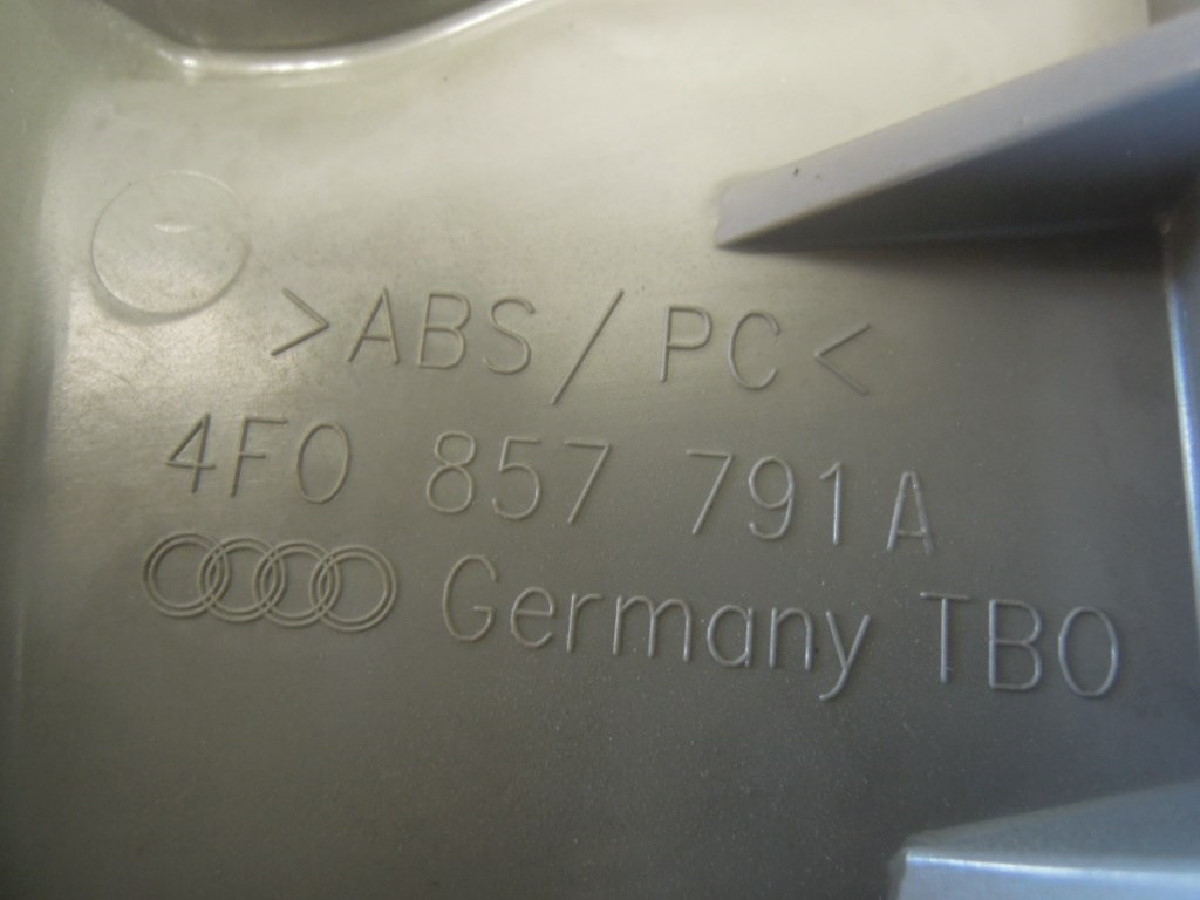 >ABS/PC<
4F0 857 791A
Germany TBO